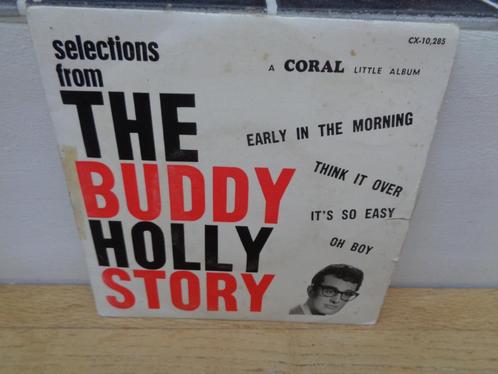 selections
from
THE
BUDDY
HOLLY
STORY
CX-10,285
A CORAL LITTLE ALBUM
EARLY IN THE MORNING
THINK IT OVER
IT'S SO EASY
OH BOY